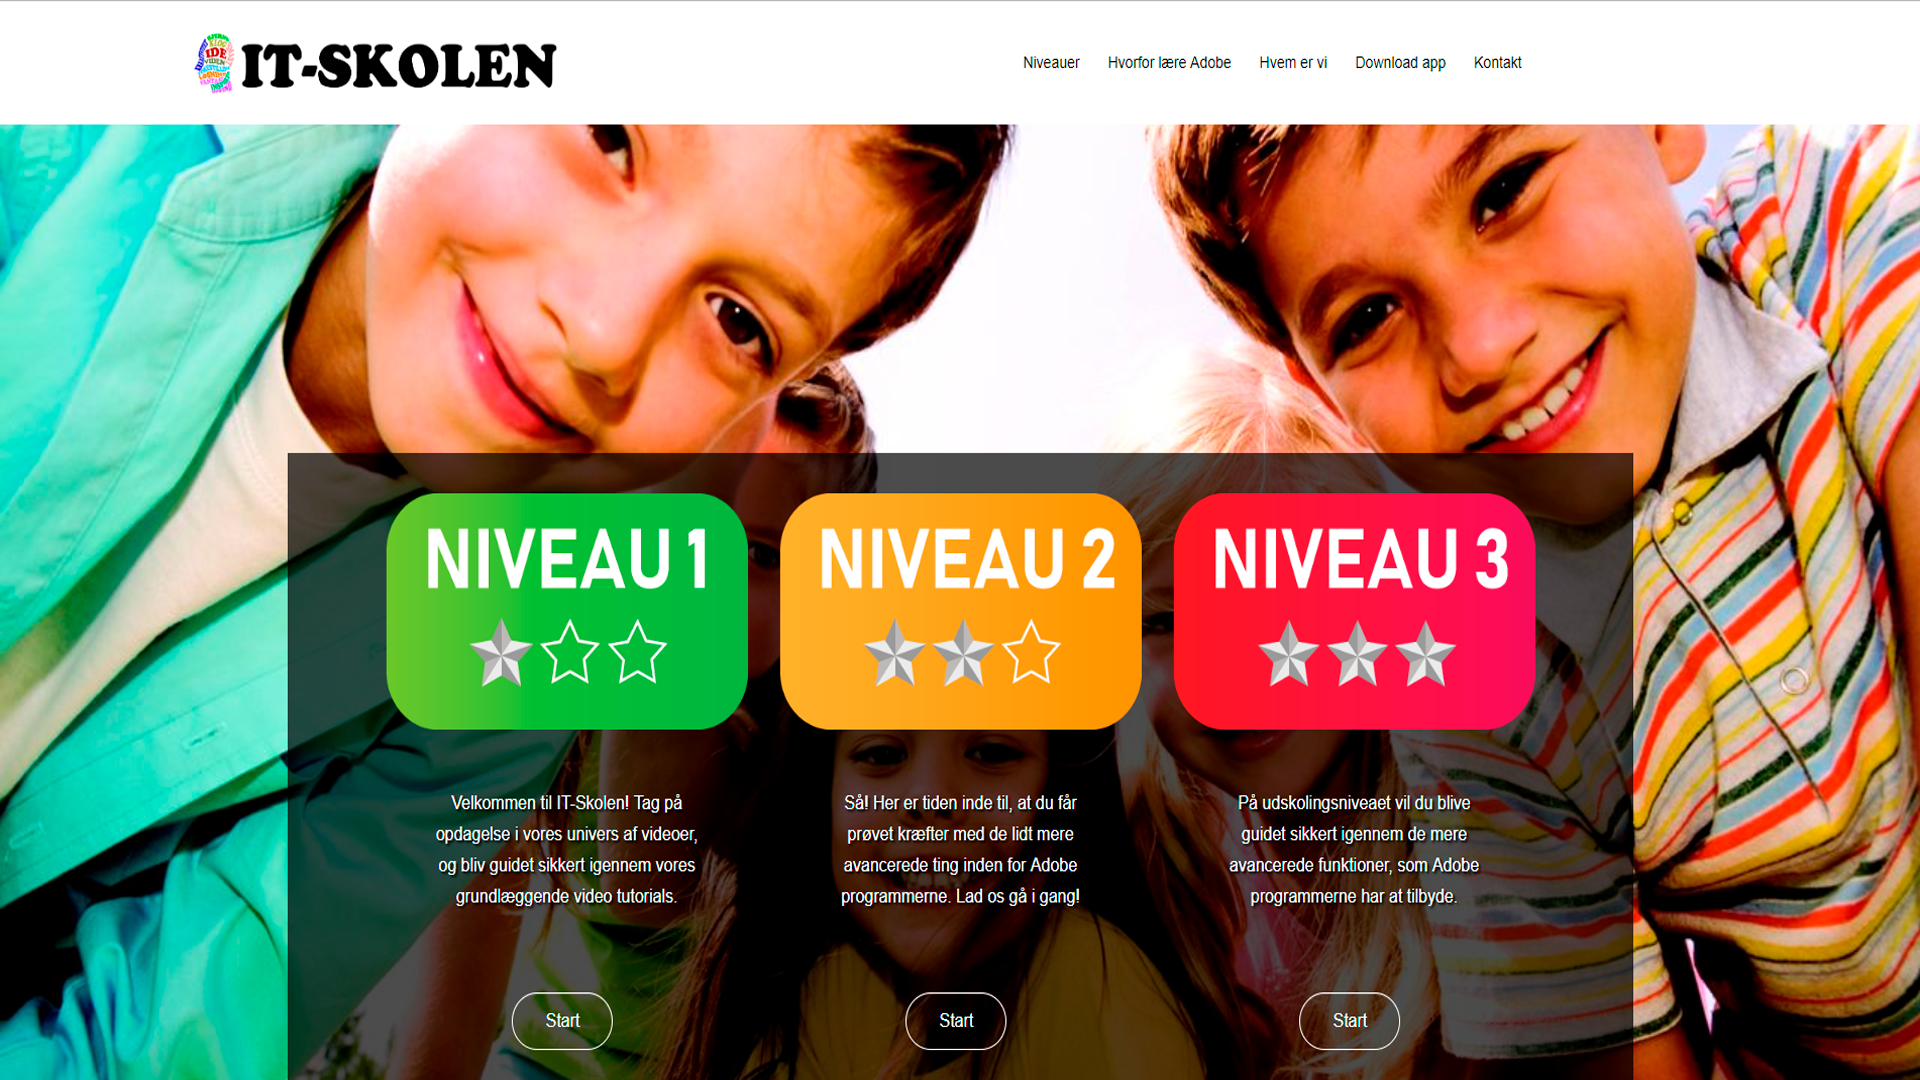 IDE
IT-SKOLEN
Niveauer
Hvorfor lære Adobe
Hvem er vi
Download app
Kontakt
NIVEAU 1
NIVEAU 2
NIVEAU 3
Velkommen til IT-Skolen! Tag på
opdagelse i vores univers af videoer,
og bliv guidet sikkert igennem vores
grundlæggende video tutorials.
Så! Her er tiden inde til, at du får
prøvet kræfter med de lidt mere
avancerede ting inden for Adobe
programmerne. Lad os gå i gang!
På udskolingsniveaet vil du blive
guidet sikkert igennem de mere
avancerede funktioner, som Adobe
programmerne har at tilbyde.
Start
Start
Start